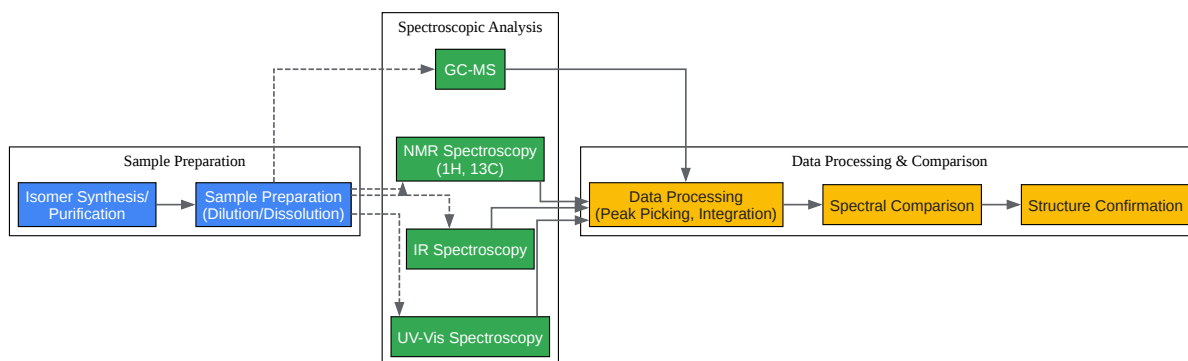 Spectroscopic Analysis
GC-MS
NMR Spectroscopy
(1H, 13C)
IR Spectroscopy
UV-Vis Spectroscopy
Sample Preparation
Isomer Synthesis/
Purification
Sample Preparation
(Dilution/Dissolution)
Data Processing & Comparison
Data Processing
(Peak Picking, Integration)
Spectral Comparison
Structure Confirmation